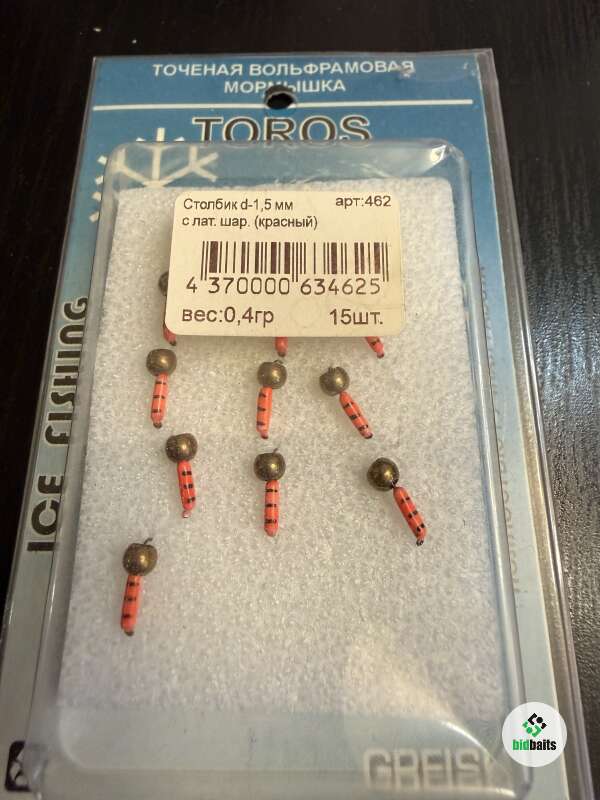 ТОЧЕНАЯ ВОЛЬФРАМОВАЯ
МОРМЫШКА
TOROS
Столбик d-1,5 мм арт:462
с лат. шар. (красный)
4 370000 634625
вес:0,4гр 15шт.
ICE FISHING
bidbaits